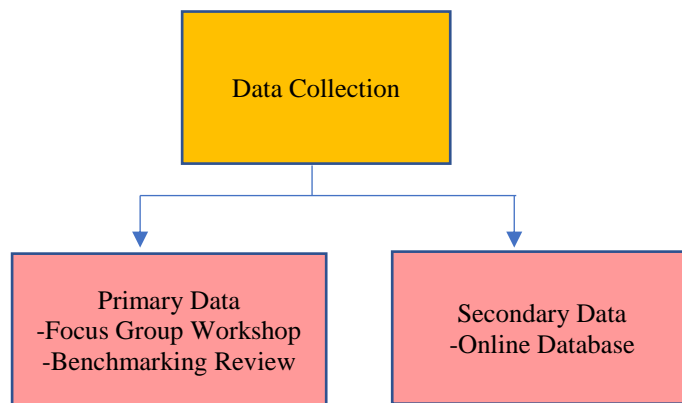 Data Collection
Primary Data
-Focus Group Workshop
-Benchmarking Review
Secondary Data
-Online Database